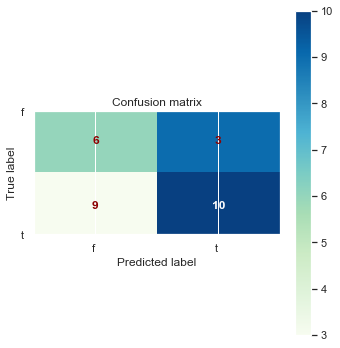 Confusion matrix
f
t
True label
6
3
9
10
f
t
Predicted label
10
9
8
7
6
5
4
3